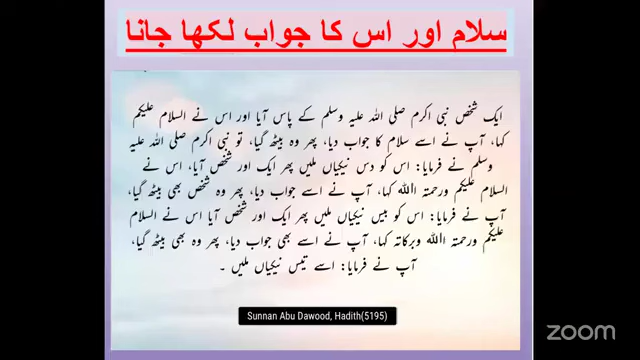 سلام اور اس کا جواب لکھا جانا
ایک شخص نبی اکرم صلی اللہ علیہ وسلم کے پاس آیا اور اس نے السلام علیکم
کہا، آپ نے اسے سلام کا جواب دیا، پھر وہ بیٹھ گیا، تو نبی اکرم صلی اللہ علیہ
وسلم نے فرمایا: اس کو دس نیکیاں ملیں پھر ایک اور شخص آیا، اس نے
السلام علیکم ورحمتہ اللہ کہا، آپ نے اسے جواب دیا، پھر وہ شخص بھی بیٹھ گیا،
آپ نے فرمایا: اس کو بیس نیکیاں ملیں پھر ایک اور شخص آیا اس نے السلام
علیکم ورحمتہ اللہ وبرکاتہ کہا، آپ نے اسے بھی جواب دیا، پھر وہ بھی بیٹھ گیا،
آپ نے فرمایا: اسے تیس نیکیاں ملیں ۔
Sunnan Abu Dawood, Hadith(5195)
zoom